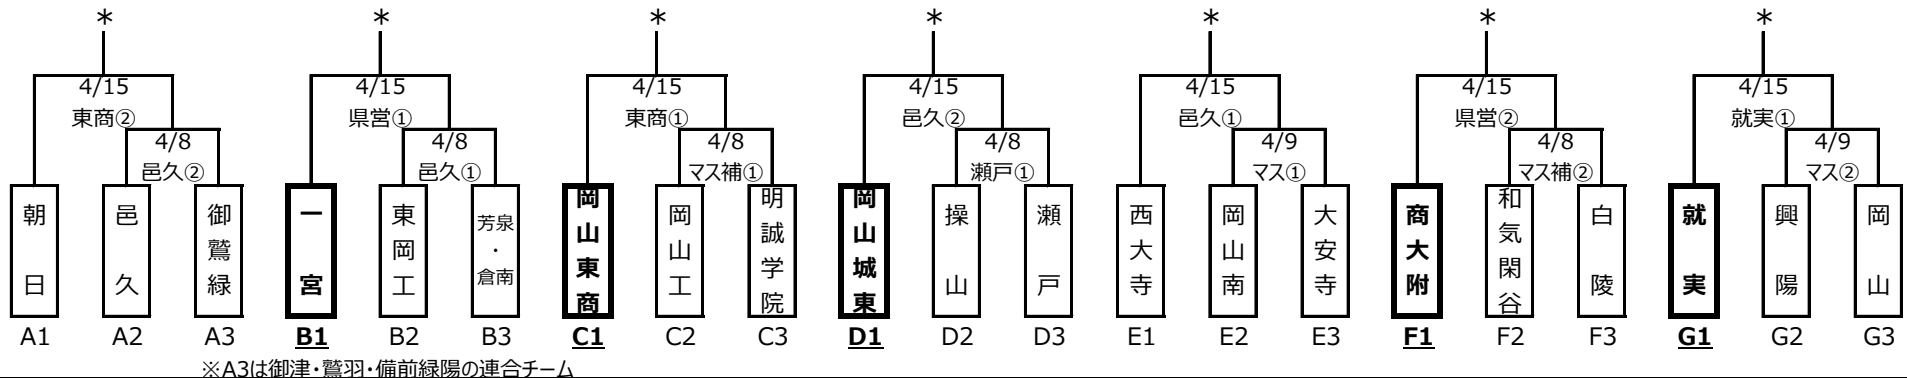 * * * * * * *
4/15 4/15 4/15 4/15 4/15 4/15 4/15
東商② 県営① 東商① 邑久② 邑久① 県営② 就実①
4/8 4/8 4/8 4/8 4/9 4/8 4/9
邑久② 邑久① マス補① 瀬戸① マス① マス補② マス②
朝日
邑久
御鷲緑
一宮
東岡工
芳泉・倉南
岡山東商
岡山工
明誠学院
岡山城東
操山
瀬戸
西大寺
岡山南
大安寺
商大附
和気閑谷
白陵
就実
興陽
岡山
A1 A2 A3 B1 B2 B3 C1 C2 C3 D1 D2 D3 E1 E2 E3 F1 F2 F3 G1 G2 G3
※A3は御津・鷲羽・備前緑陽の連合チーム